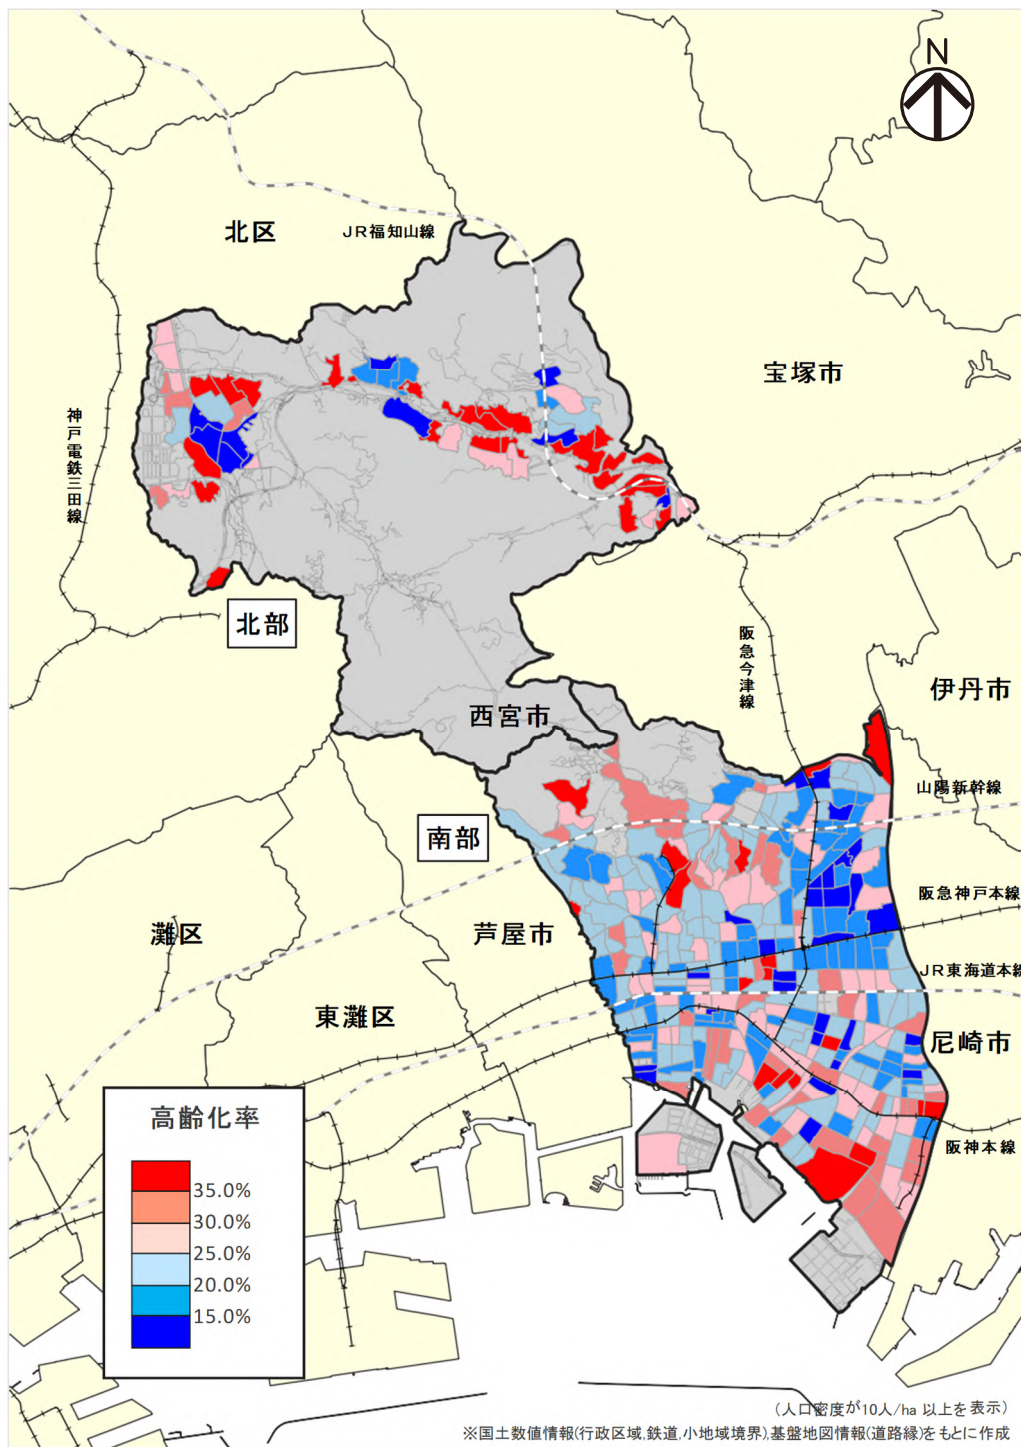 N
北区
JR福知山線
宝塚市
神戸電鉄三田線
北部
阪急今津線
伊丹市
西宮市
山陽新幹線
南部
阪急神戸本線
灘区
芦屋市
JR東海道本線
東灘区
尼崎市
高齢化率
阪神本線
35.0%
30.0%
25.0%
20.0%
15.0%
(人口密度が10人/ha 以上を表示)
※国土数値情報(行政区域,鉄道,小地域境界),基盤地図情報(道路縁)をもとに作成